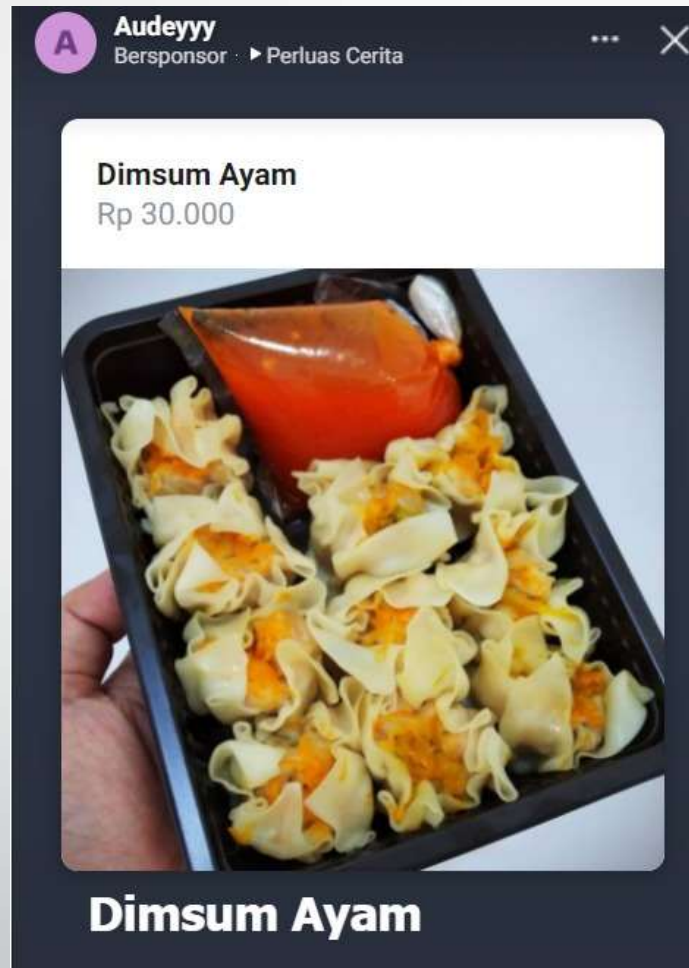 A
Audeyyy
Bersponsor · Perluas Cerita
Dimsum Ayam
Rp 30.000
Dimsum Ayam